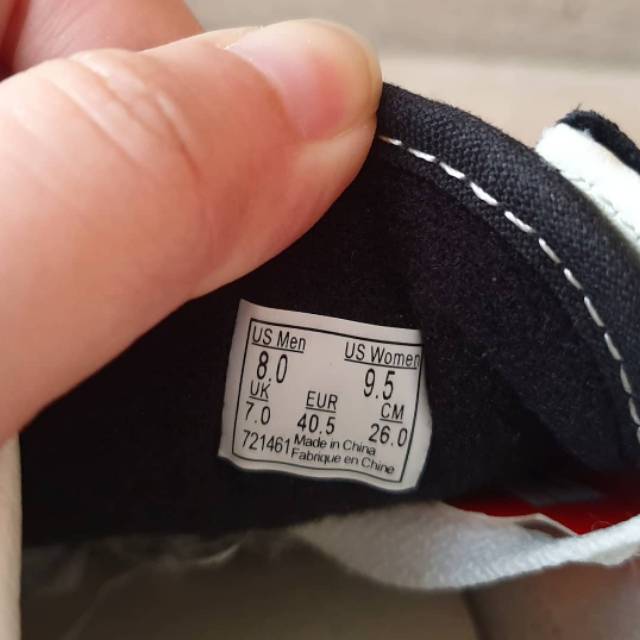 US Men US Women
8.0 9.5
UK EUR CM
7.0 40.5 26.0
721461 Made in China
Fabrique en Chine